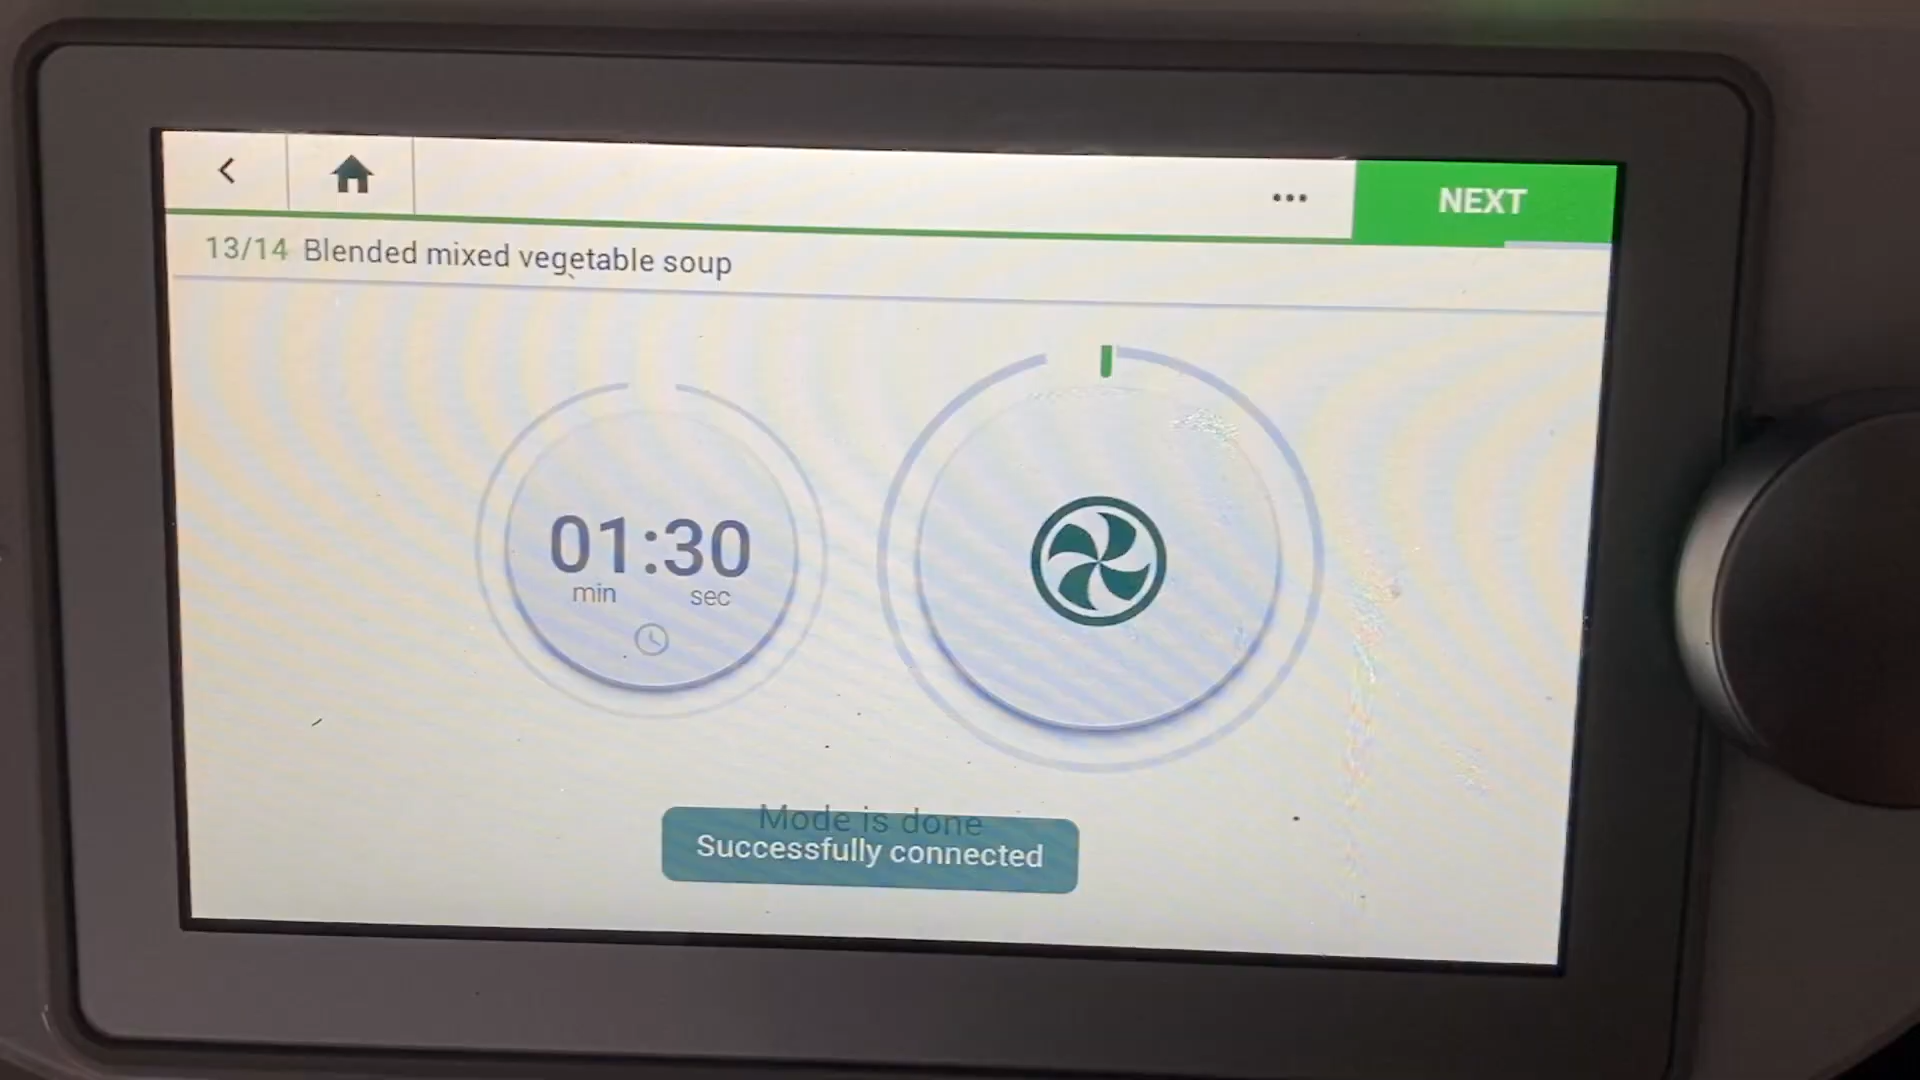 NEXT
13/14 Blended mixed vegetable soup
01:30
min sec
Mode is done
Successfully connected